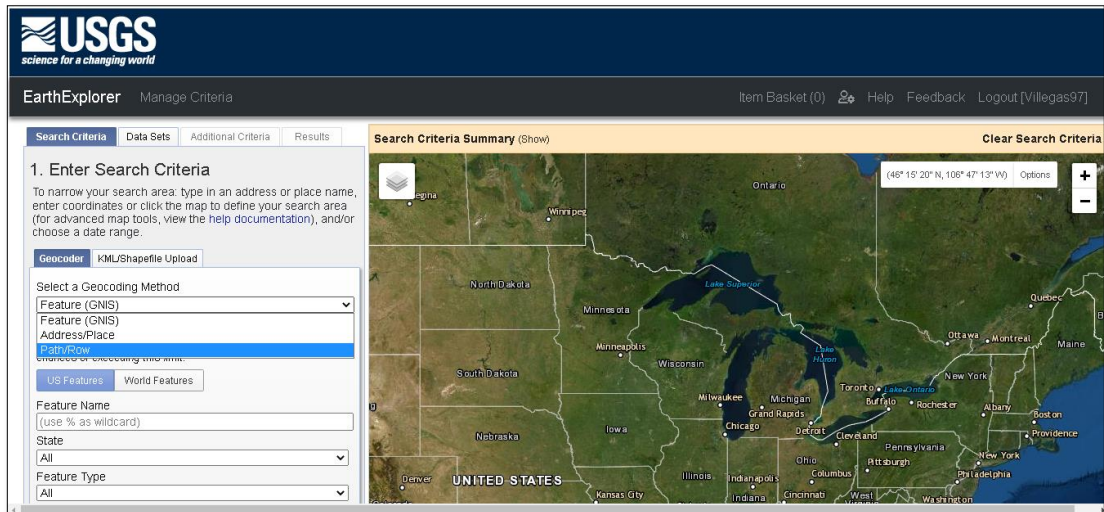 USGS
science for a changing world
EarthExplorer Manage Criteria Item Basket (0) Help Feedback Logout [Villegas97]
Search Criteria Data Sets Additional Criteria Results
1. Enter Search Criteria
To narrow your search area: type in an address or place name,
enter coordinates or click the map to define your search area
(for advanced map tools, view the help documentation), and/or
choose a date range.
Geocoder KML/Shapefile Upload
Select a Geocoding Method
Feature (GNIS)
Feature (GNIS)
Address/Place
Path/Row
chances of exceeding this limit.
US Features World Features
Feature Name
(use % as wildcard)
State
All
Feature Type
All
Search Criteria Summary (Show) Clear Search Criteria
(46° 15' 20" N, 106° 47' 13" W) Options
+
-
Ontario
Winnipeg
North Dakota
Lake Superior
Minnesota
Quebec
Ottawa Montreal
Maine
Minneapolis
Lake
Huron
Wisconsin
South Dakota
New York
Toronto Lake Ontario
Milwaukee Michigan Buffalo Rochester Albany
Grand Rapids Boston
Chicago Detroit Cleveland Providence
Iowa
Nebraska
Pennsylvania
New York
Ohio Pittsburgh
Denver UNITED STATES Illinois Indianapolis Columbus Philadelphia
Kansas City Indiana Cincinnati West
Virginia Washington